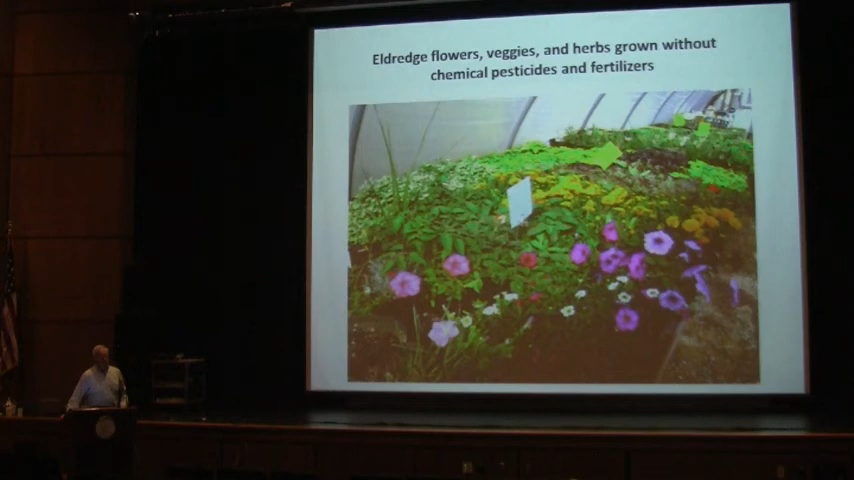 Eldredge flowers, veggies, and herbs grown without
chemical pesticides and fertilizers